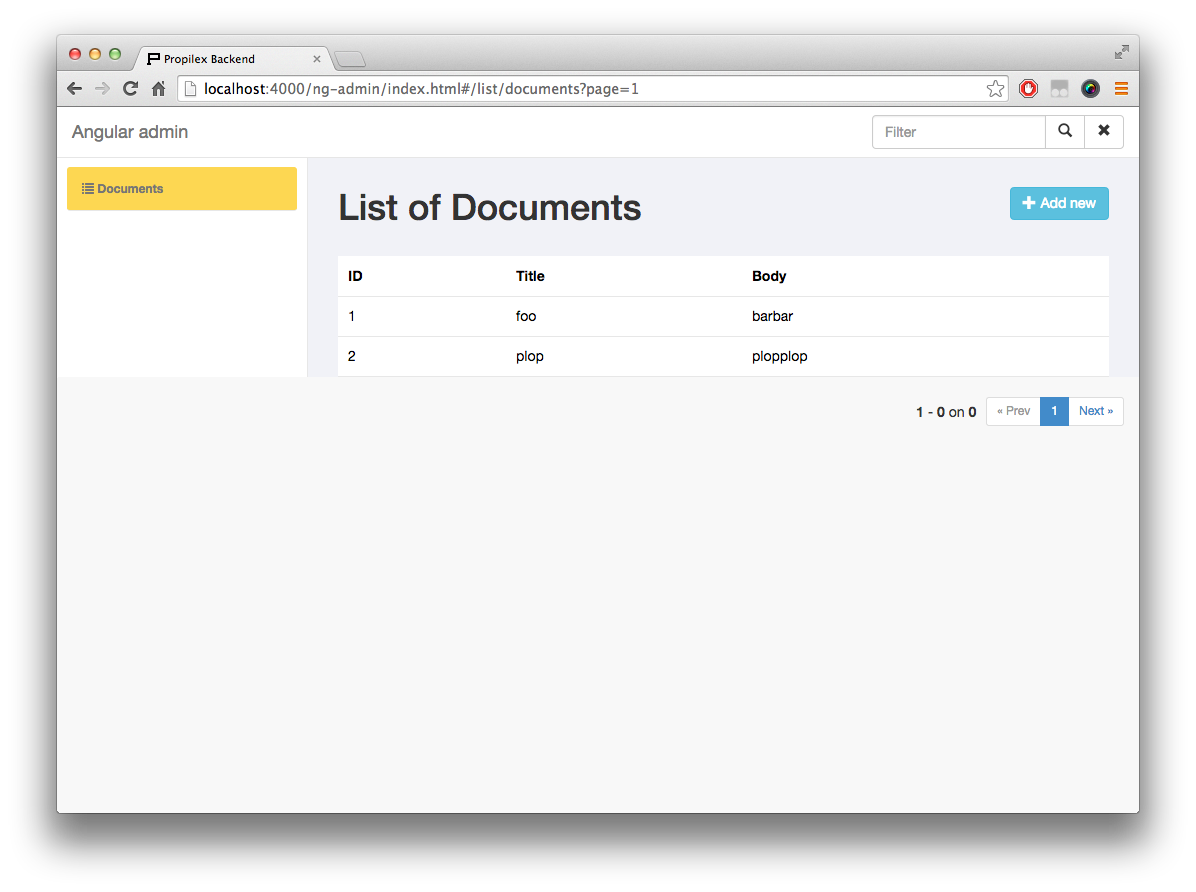 Propilex Backend
localhost:4000/ng-admin/index.html#/list/documents?page=1
Angular admin
Filter
Documents
List of Documents
Add new
ID Title Body
1 foo barbar
2 plop plopplop
1 - 0 on 0 « Prev 1 Next »